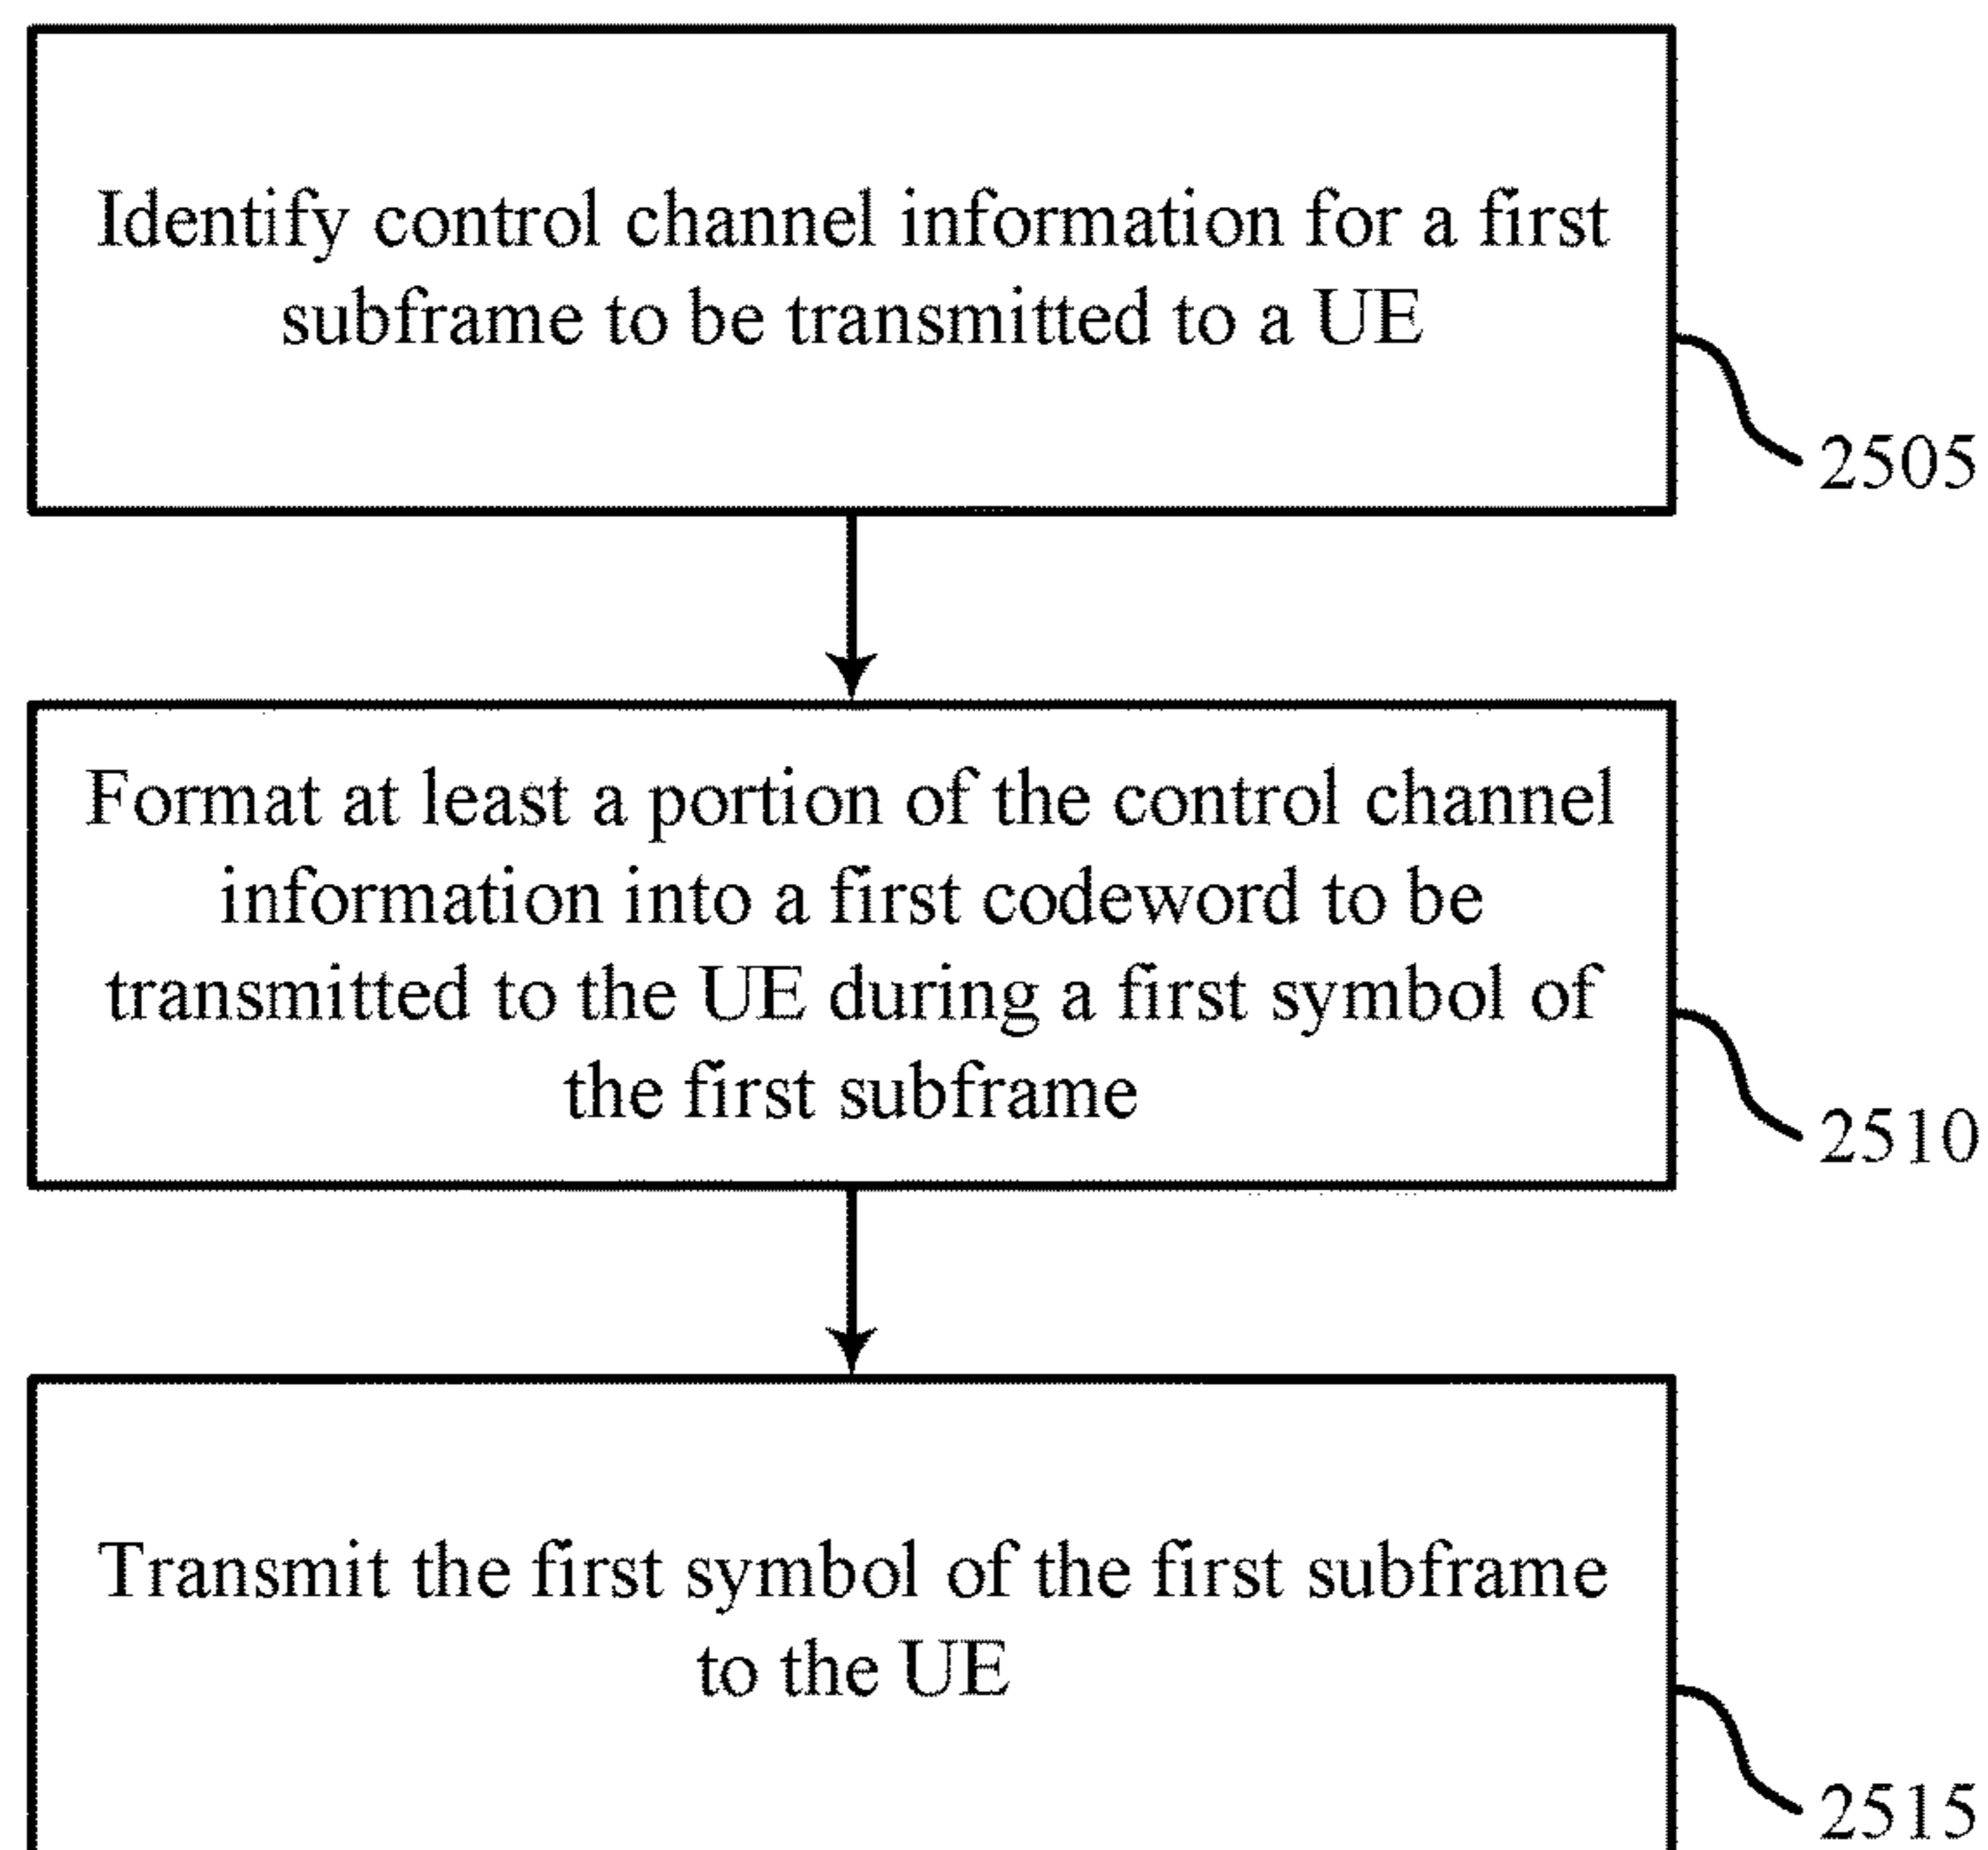 Identify control channel information for a first
subframe to be transmitted to a UE
2505
Format at least a portion of the control channel
information into a first codeword to be
transmitted to the UE during a first symbol of
the first subframe
2510
Transmit the first symbol of the first subframe
to the UE
2515